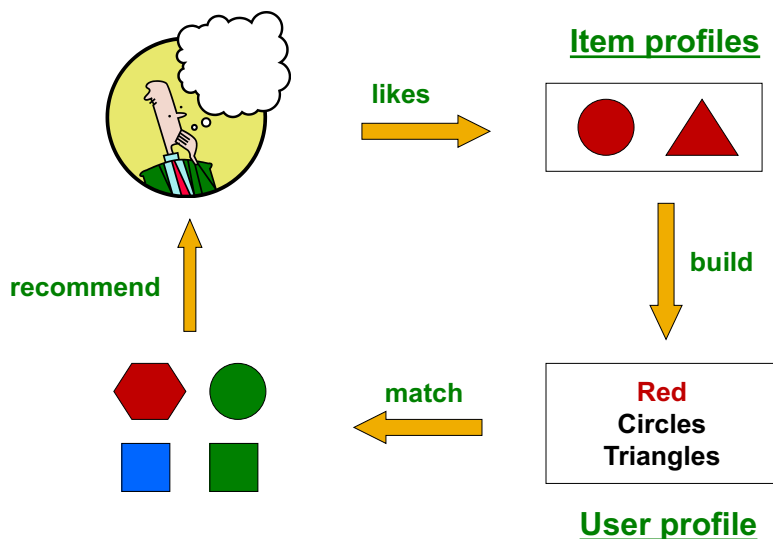 Item profiles
likes
build
recommend
match
Red
Circles
Triangles
User profile